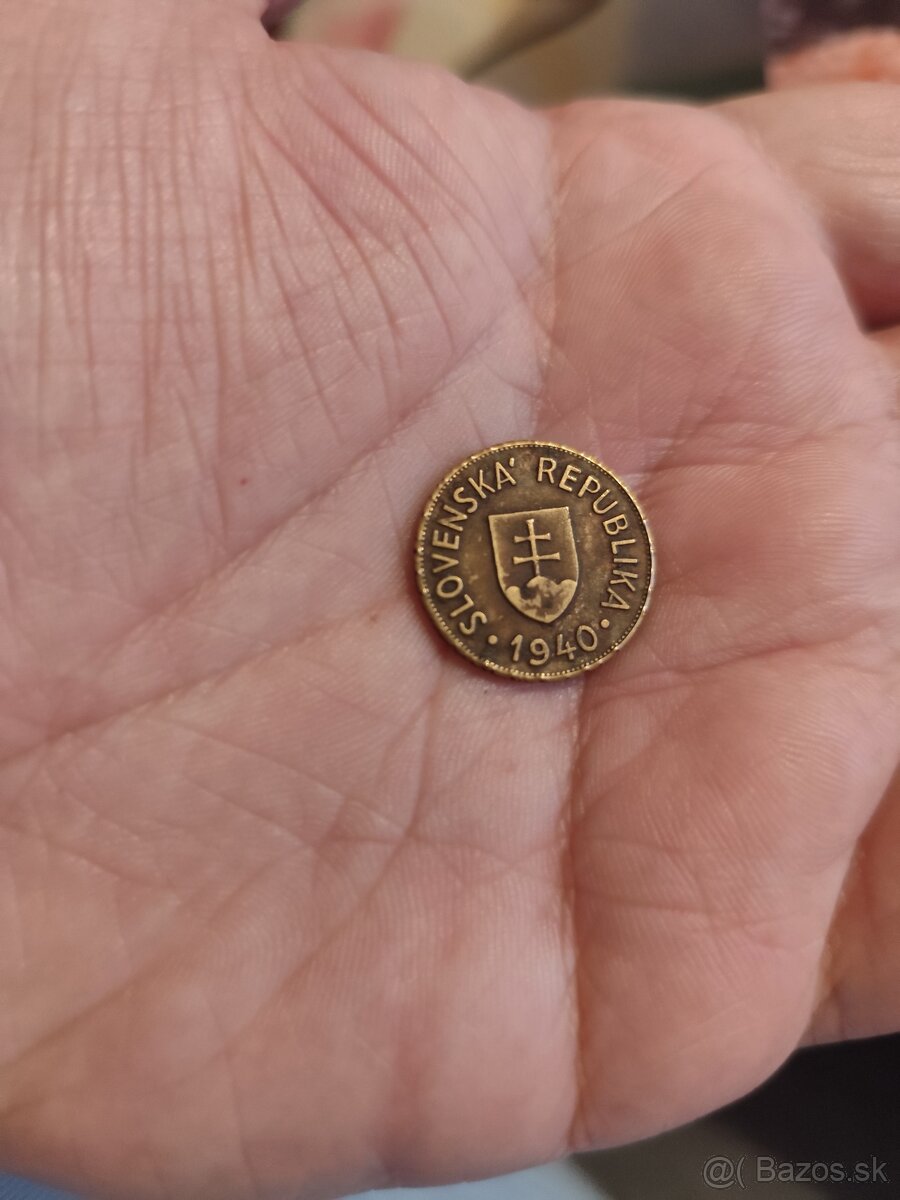 SLOVENSKÁ REPUBLIKA
• 1940 •
@( Bazos.sk